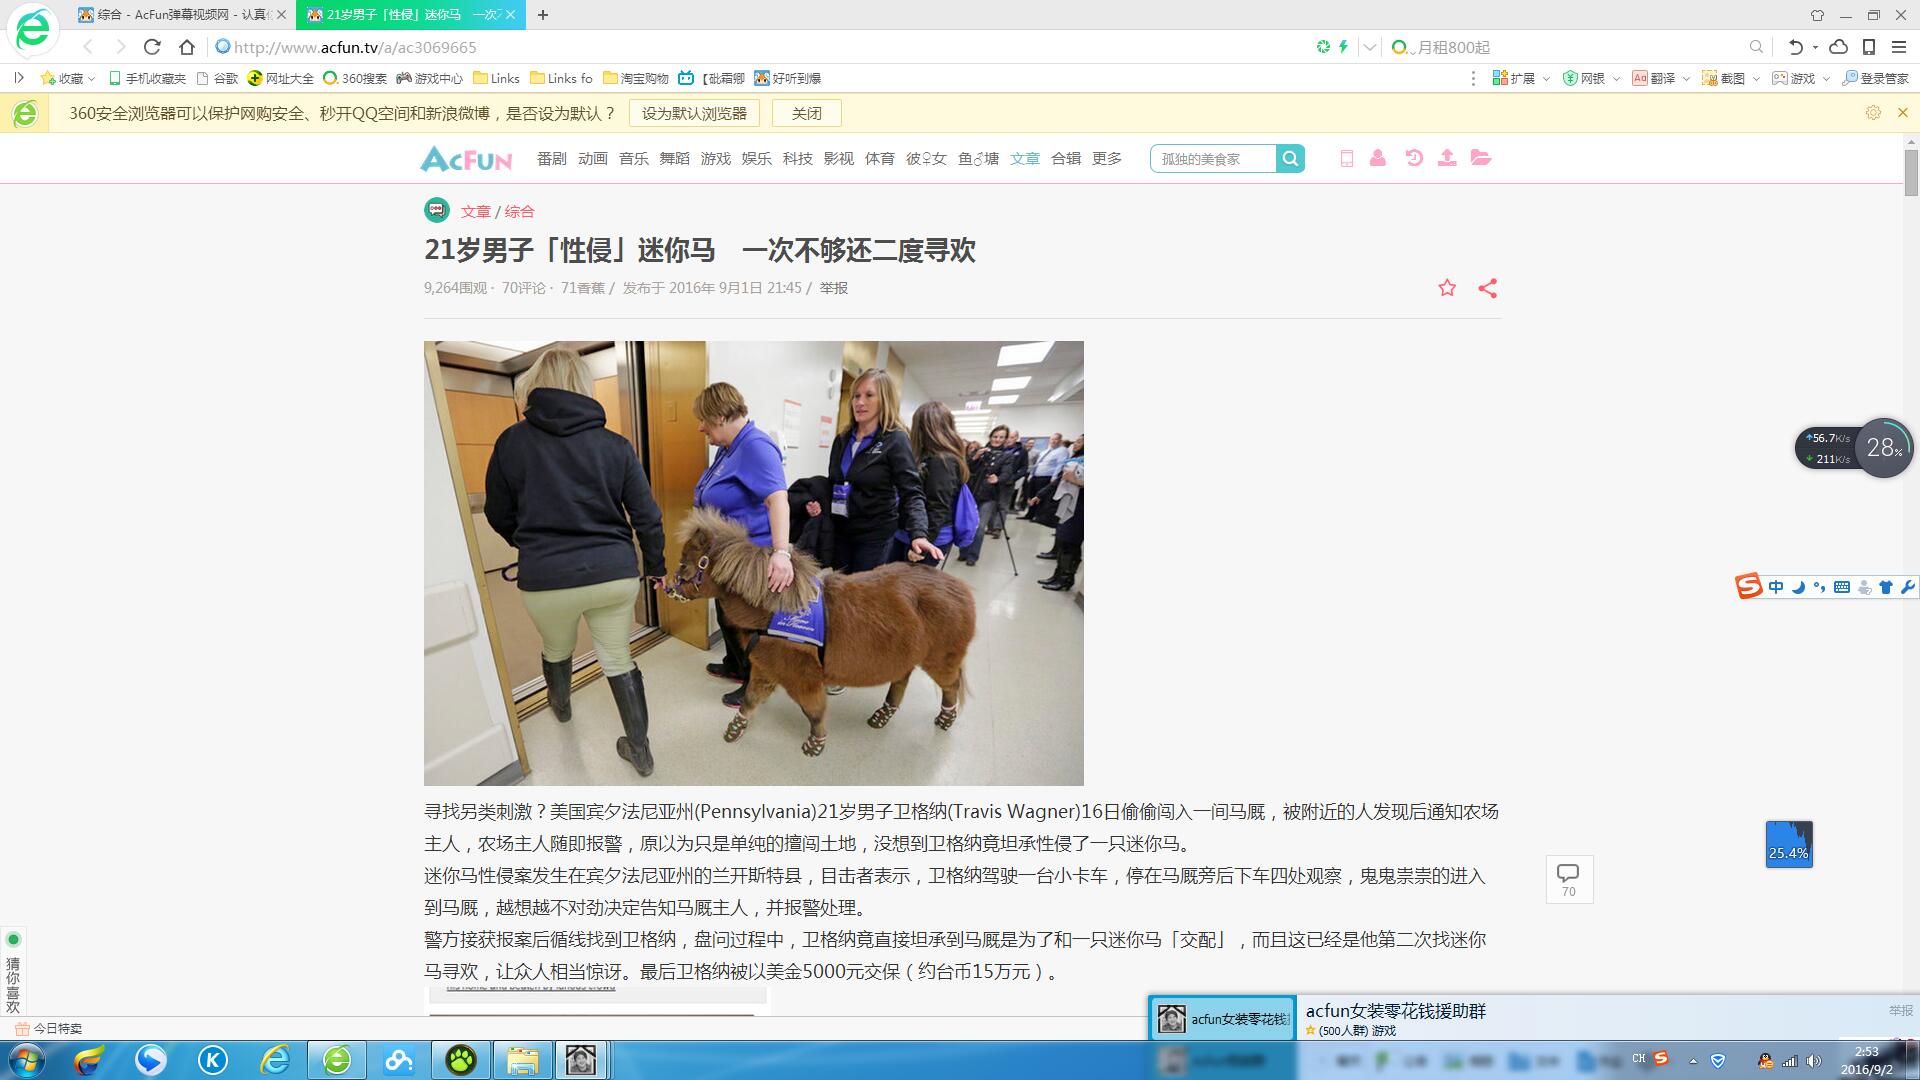 综合 - AcFun弹幕视频网 - 认真
21岁男子「性侵」迷你马 一次
http://www.acfun.tv/a/ac3069665
月租800起
收藏 手机收藏夹 谷歌 网址大全 360搜索 游戏中心 Links Links fo 淘宝购物 【砒霜卿 好听到爆
扩展 网银 翻译 截图 游戏 登录管家
360安全浏览器可以保护网购安全、秒开QQ空间和新浪微博，是否设为默认？ 设为默认浏览器 关闭
ACFUN 番剧 动画 音乐 舞蹈 游戏 娱乐 科技 影视 体育 彼♀女 鱼♂塘 文章 合辑 更多 孤独的美食家
文章 / 综合
21岁男子「性侵」迷你马 一次不够还二度寻欢
9,264围观 · 70评论 · 71香蕉 / 发布于 2016年 9月1日 21:45 / 举报
56.7K/s
211K/s
28%
中
寻找另类刺激？美国宾夕法尼亚州(Pennsylvania)21岁男子卫格纳(Travis Wagner)16日偷偷闯入一间马厩，被附近的人发现后通知农场
主人，农场主人随即报警，原以为只是单纯的擅闯土地，没想到卫格纳竟坦承性侵了一只迷你马。
迷你马性侵案发生在宾夕法尼亚州的兰开斯特县，目击者表示，卫格纳驾驶一台小卡车，停在马厩旁后下车四处观察，鬼鬼祟祟的进入
到马厩，越想越不对劲决定告知马厩主人，并报警处理。
警方接获报案后循线找到卫格纳，盘问过程中，卫格纳竟直接坦承到马厩是为了和一只迷你马「交配」，而且这已经是他第二次找迷你
马寻欢，让众人相当惊讶。最后卫格纳被以美金5000元交保（约台币15万元）。
25.4%
70
猜你喜欢
今日特卖
acfun女装零花钱
acfun女装零花钱援助群
(500人群) 游戏
举报
CH
2:53
2016/9/2